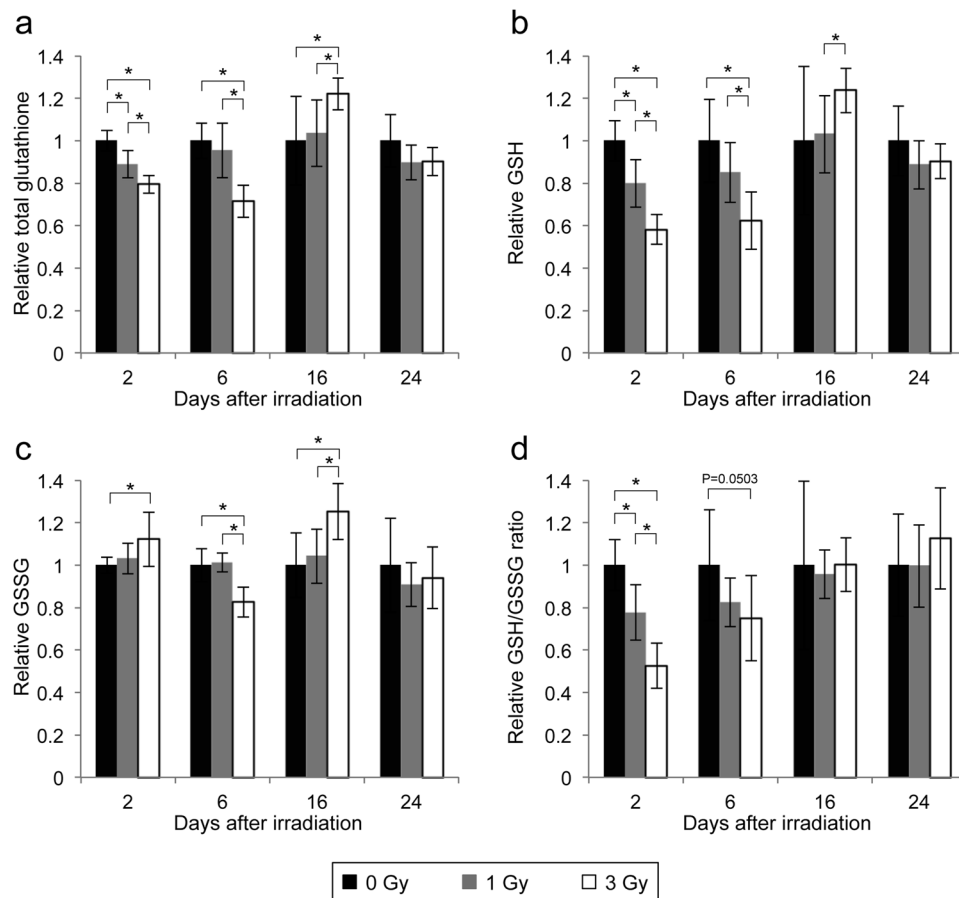 a
Relative total glutathione
1.4
1.2
1
0.8
0.6
0.4
0.2
0
* * * * * * *
2 6 16 24
Days after irradiation
b
Relative GSH
1.4
1.2
1
0.8
0.6
0.4
0.2
0
* * * * * *
2 6 16 24
Days after irradiation
c
Relative GSSG
1.4
1.2
1
0.8
0.6
0.4
0.2
0
* * * * *
2 6 16 24
Days after irradiation
d
Relative GSH/GSSG ratio
1.4
1.2
1
0.8
0.6
0.4
0.2
0
* * *
P=0.0503
2 6 16 24
Days after irradiation
0 Gy 1 Gy 3 Gy